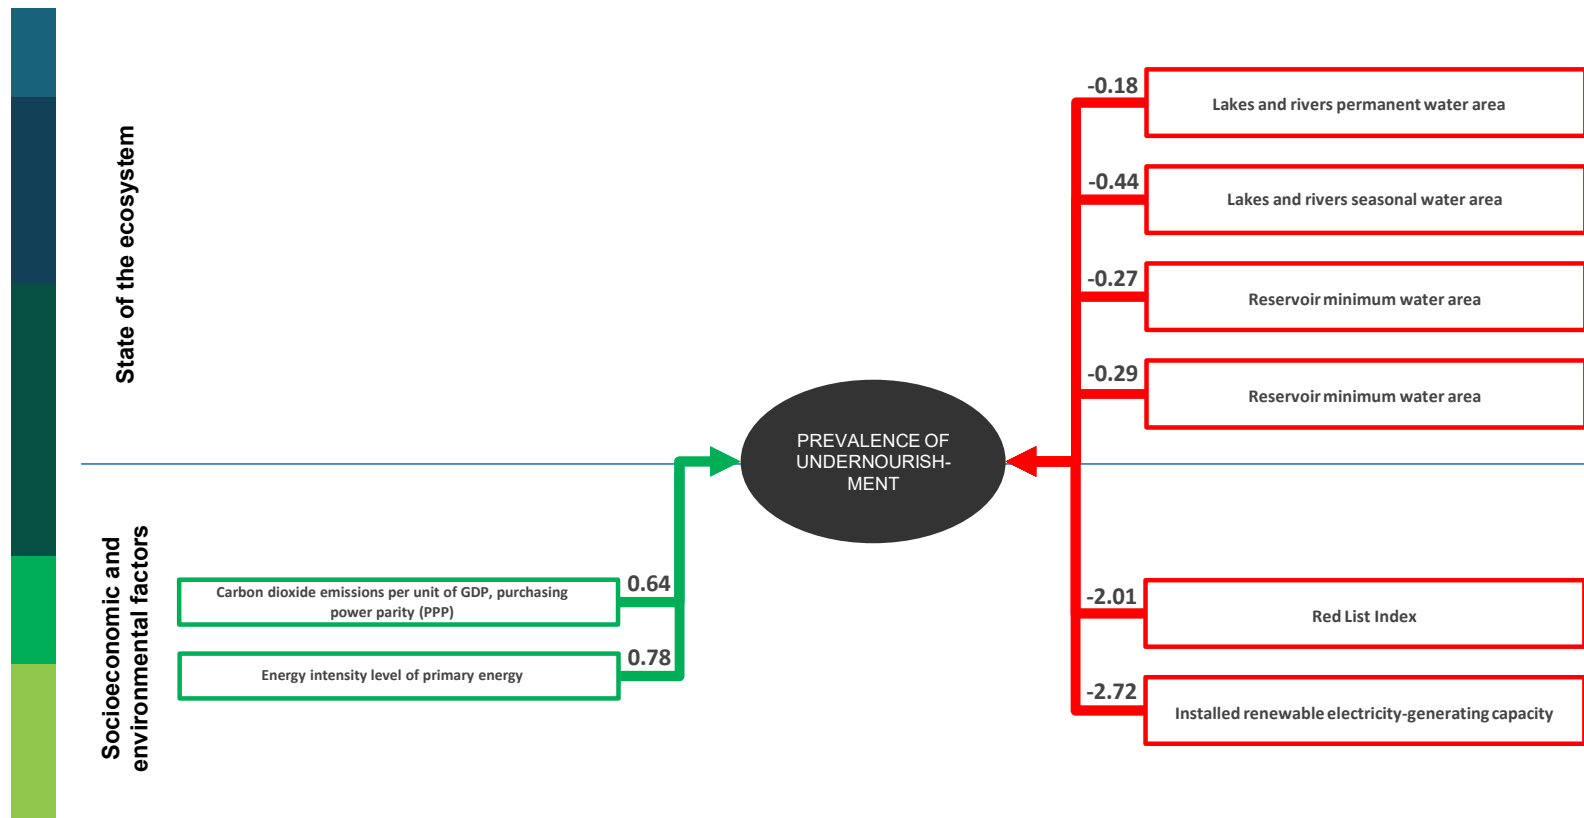 State of the ecosystem
-0.18
Lakes and rivers permanent water area
-0.44
Lakes and rivers seasonal water area
-0.27
Reservoir minimum water area
-0.29
Reservoir minimum water area
PREVALENCE OF
UNDERNOURISH-
MENT
Socioeconomic and
environmental factors
0.64
Carbon dioxide emissions per unit of GDP, purchasing
power parity (PPP)
0.78
Energy intensity level of primary energy
-2.01
Red List Index
-2.72
Installed renewable electricity-generating capacity